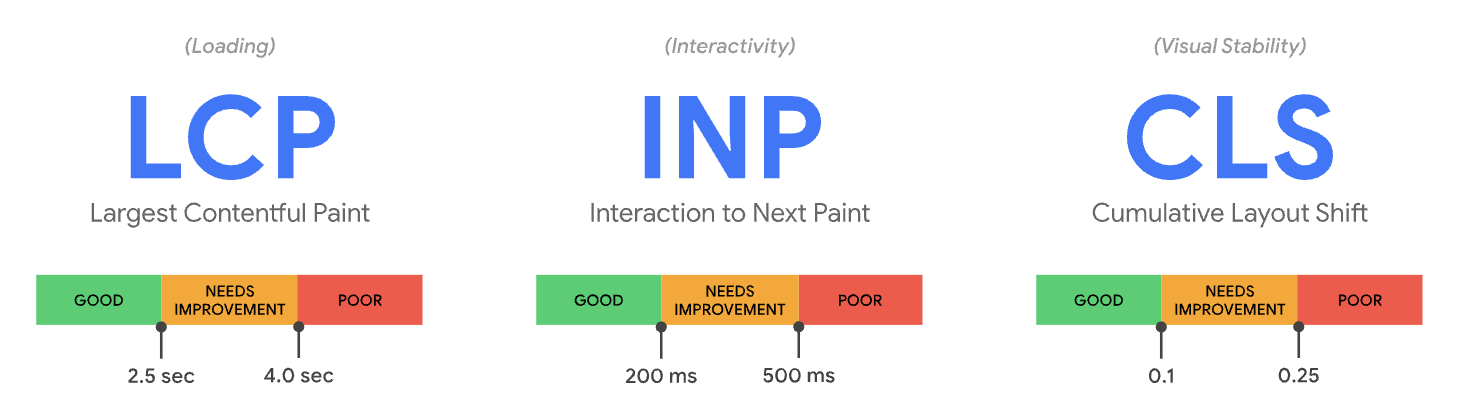 (Loading)
LCP
Largest Contentful Paint
GOOD
NEEDS
IMPROVEMENT
POOR
2.5 sec
4.0 sec
(Interactivity)
INP
Interaction to Next Paint
GOOD
NEEDS
IMPROVEMENT
POOR
200 ms
500 ms
(Visual Stability)
CLS
Cumulative Layout Shift
GOOD
NEEDS
IMPROVEMENT
POOR
0.1
0.25